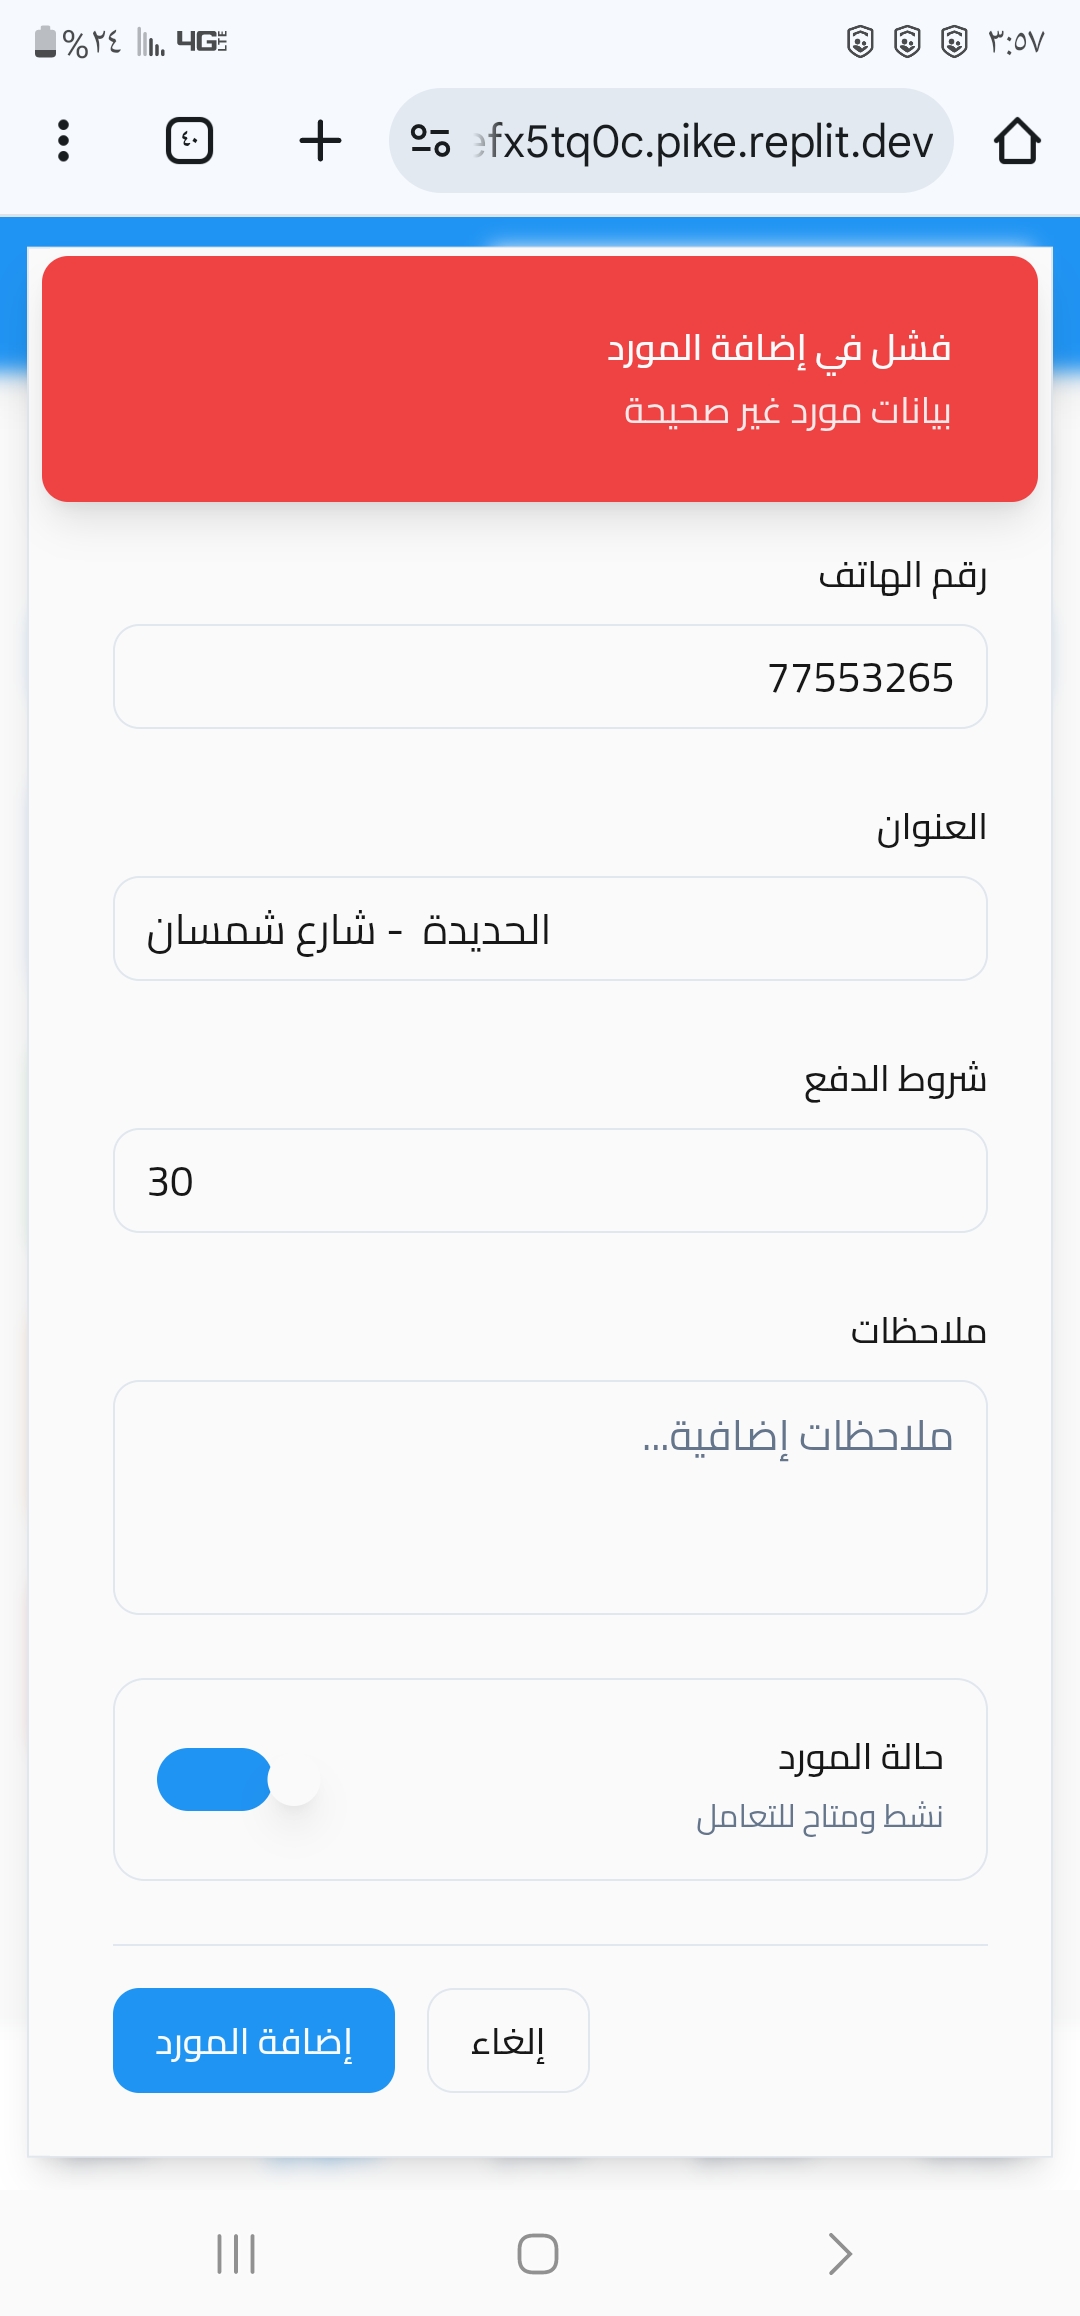 ٣:٥٧
4G LTE
%٢٤
efx5tq0c.pike.replit.dev
٤٠
فشل في إضافة المورد
بيانات مورد غير صحيحة
رقم الهاتف
77553265
العنوان
الحديدة - شارع شمسان
شروط الدفع
30
ملاحظات
ملاحظات إضافية...
حالة المورد
نشط ومتاح للتعامل
إلغاء
إضافة المورد